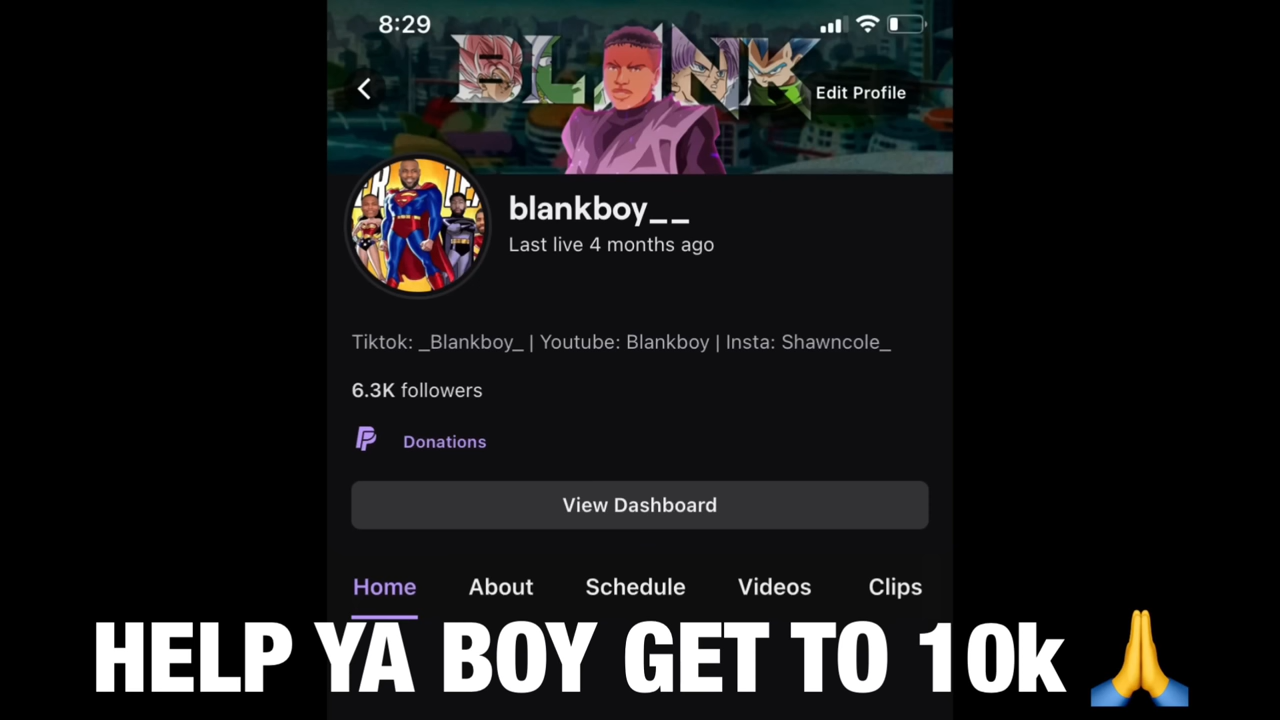 8:29
BLANK
Edit Profile
blankboy__
Last live 4 months ago
Tiktok: _Blankboy_ | Youtube: Blankboy | Insta: Shawncole_
6.3K followers
Donations
View Dashboard
Home About Schedule Videos Clips
HELP YA BOY GET TO 10k 🙏